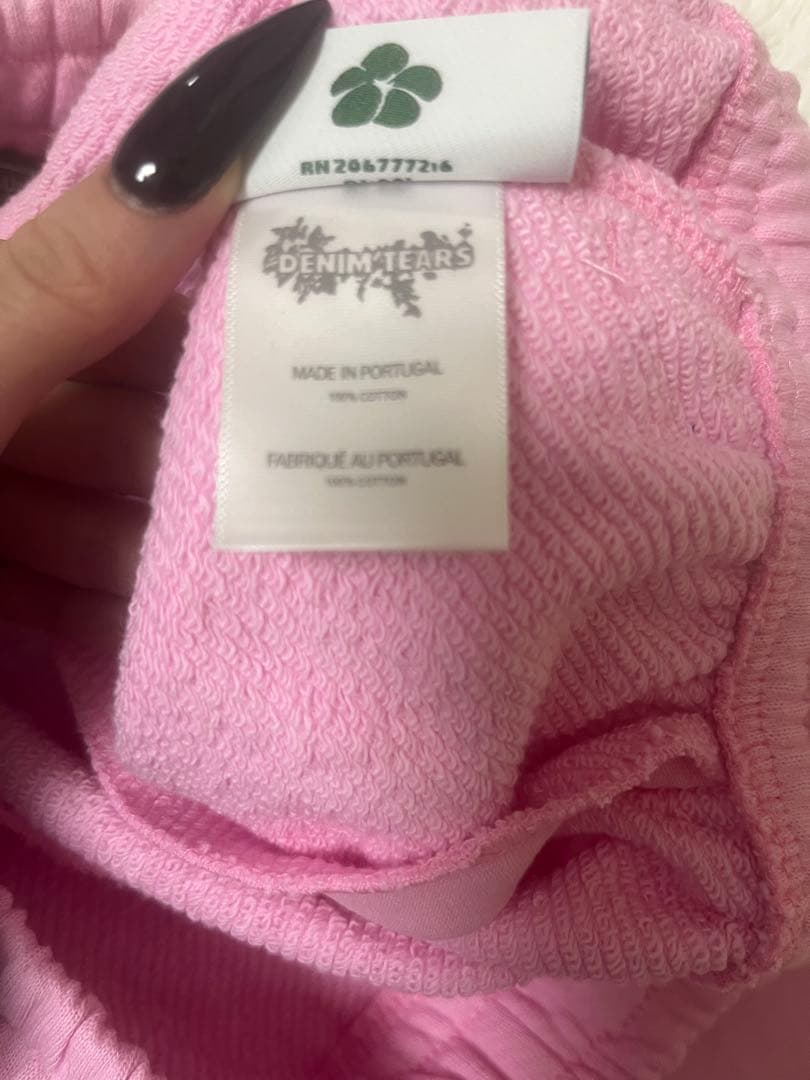 RN 206777216
DENIM TEARS
MADE IN PORTUGAL
100% COTTON
FABRIQUÉ AU PORTUGAL
100% COTTON